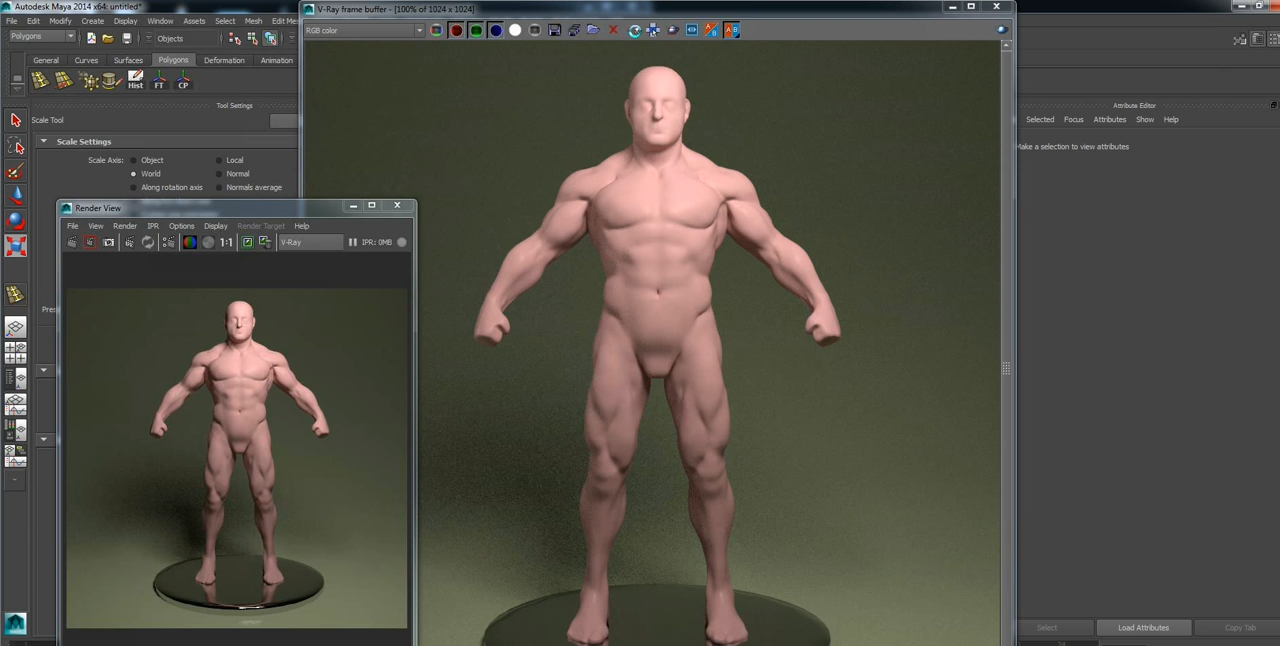 Autodesk Maya 2014 x64: untitled*
V-Ray frame buffer - [100% of 1024 x 1024]
File Edit Modify Create Display Window Assets Select Mesh Edit Mes
Polygons Objects
RGB color
General Curves Surfaces Polygons Deformation Animation
Hist FT CP
Tool Settings
Attribute Editor
Scale Tool
Selected Focus Attributes Show Help
Scale Settings
Make a selection to view attributes
Scale Axis: Object Local
World Normal
Along rotation axis Normals average
Render View
File View Render IPR Options Display Render Target Help
1:1 V-Ray IPR: 0MB
Pres
Select Load Attributes Copy Tab